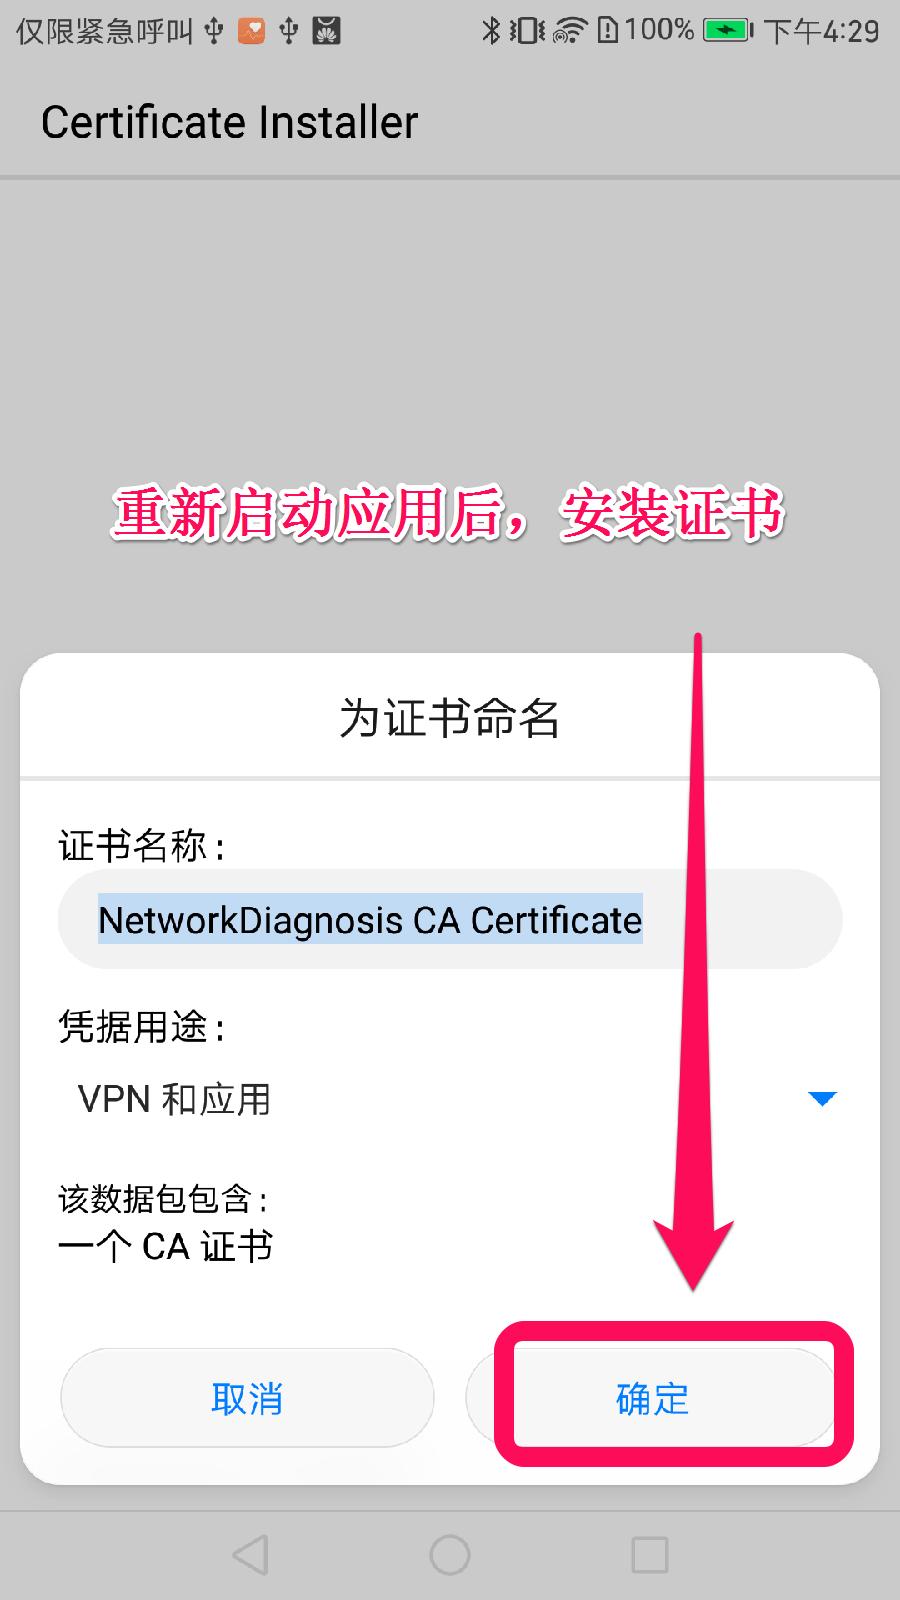 仅限紧急呼叫 100% 下午4:29
Certificate Installer
重新启动应用后，安装证书
为证书命名
证书名称：
NetworkDiagnosis CA Certificate
凭据用途：
VPN 和应用
该数据包包含：
一个 CA 证书
取消 确定